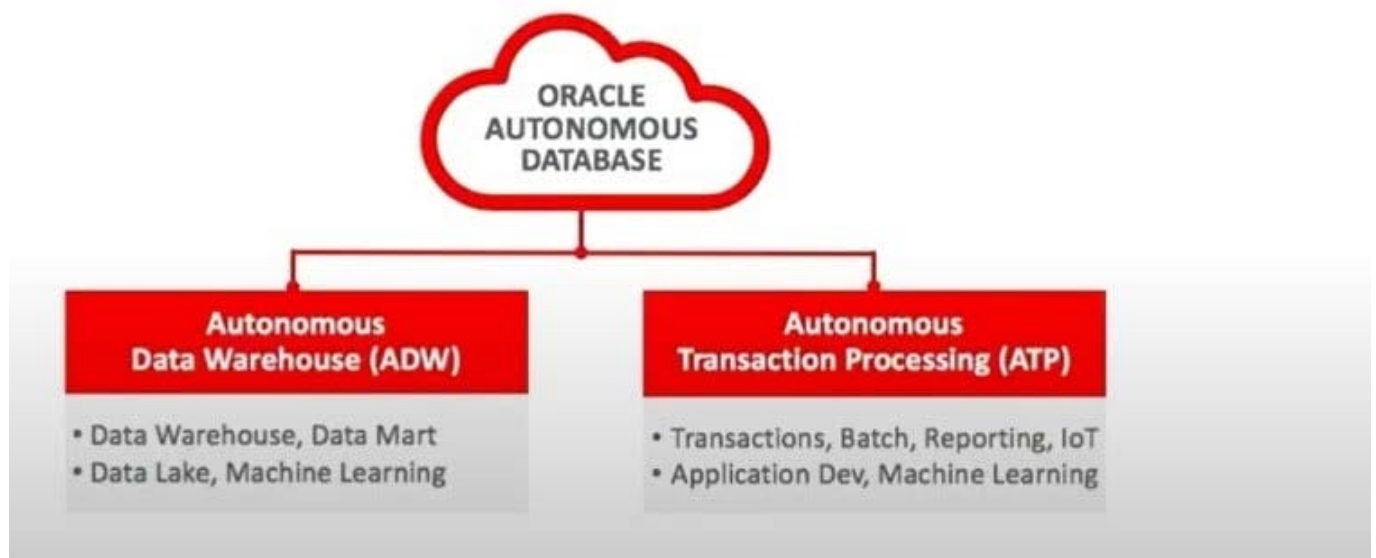 ORACLE
AUTONOMOUS
DATABASE
Autonomous
Data Warehouse (ADW)
• Data Warehouse, Data Mart
• Data Lake, Machine Learning
Autonomous
Transaction Processing (ATP)
• Transactions, Batch, Reporting, IoT
• Application Dev, Machine Learning